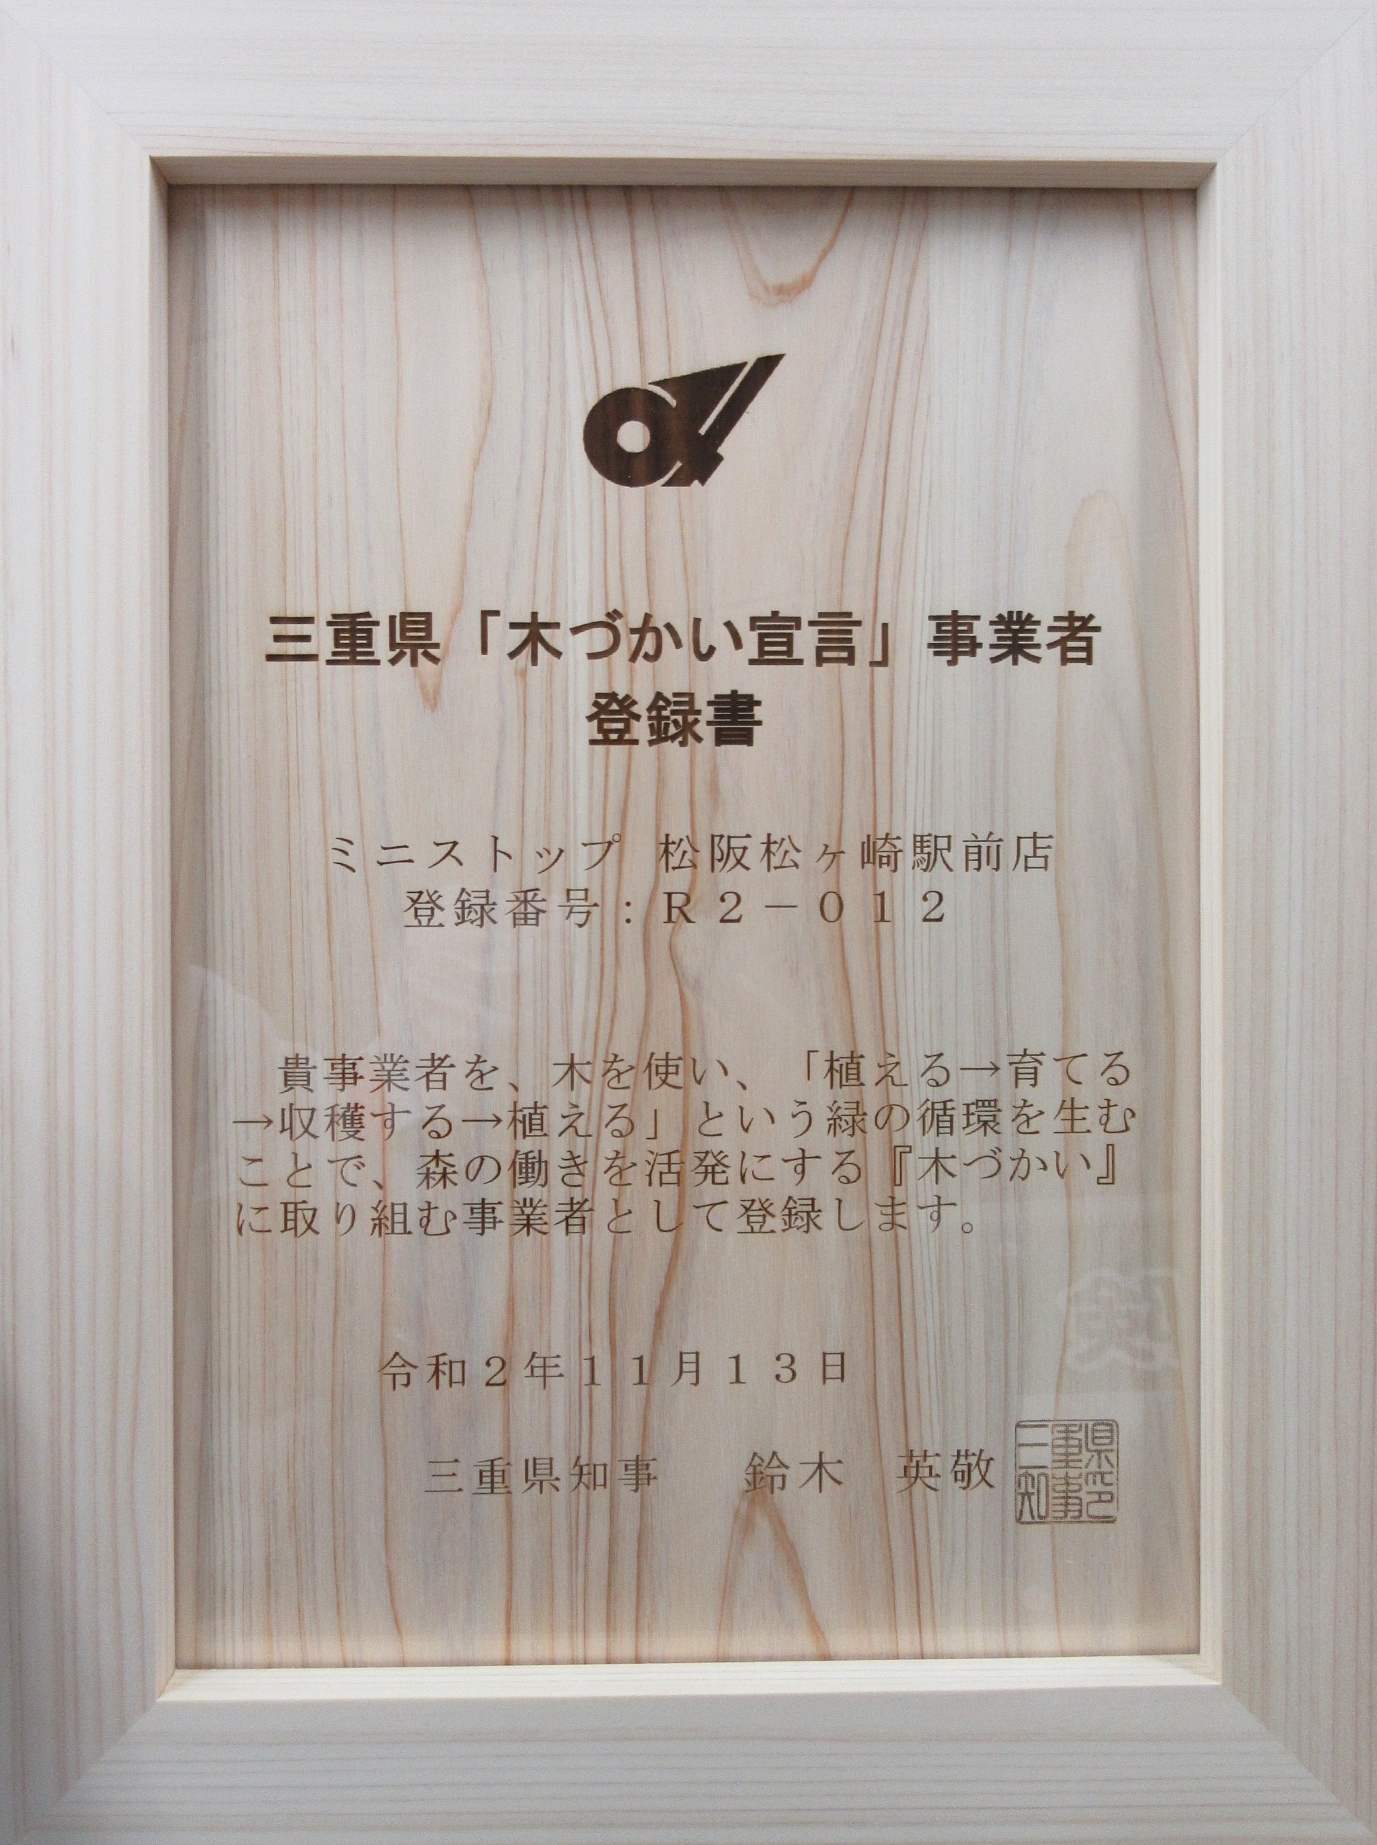 三重県「木づかい宣言」事業者
登録書
ミニストップ 松阪松ヶ崎駅前店
登録番号：Ｒ２－０１２
貴事業者を、木を使い、「植える→育てる
→収穫する→植える」という緑の循環を生む
ことで、森の働きを活発にする『木づかい』
に取り組む事業者として登録します。
令和２年１１月１３日
三重県知事　鈴木　英敬
三重県知事印